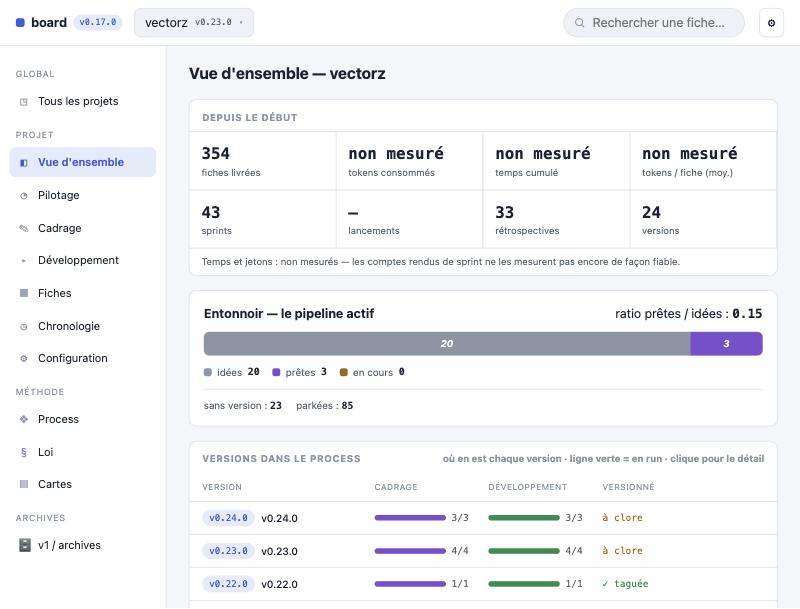 board v0.17.0 vectorz v0.23.0
Rechercher une fiche…
GLOBAL
Tous les projets
PROJET
Vue d'ensemble
Pilotage
Cadrage
Développement
Fiches
Chronologie
Configuration
MÉTHODE
Process
§ Loi
Cartes
ARCHIVES
v1 / archives
Vue d'ensemble — vectorz
DEPUIS LE DÉBUT
354 non mesuré non mesuré non mesuré
fiches livrées tokens consommés temps cumulé tokens / fiche (moy.)
43 — 33 24
sprints lancements rétrospectives versions
Temps et jetons : non mesurés — les comptes rendus de sprint ne les mesurent pas encore de façon fiable.
Entonnoir — le pipeline actif ratio prêtes / idées : 0.15
20 3
idées 20 prêtes 3 en cours 0
sans version : 23 parkées : 85
VERSIONS DANS LE PROCESS où en est chaque version · ligne verte = en run · clique pour le détail
VERSION CADRAGE DÉVELOPPEMENT VERSIONNÉ
v0.24.0 v0.24.0 3/3 3/3 à clore
v0.23.0 v0.23.0 4/4 4/4 à clore
v0.22.0 v0.22.0 1/1 1/1 ✓ taguée